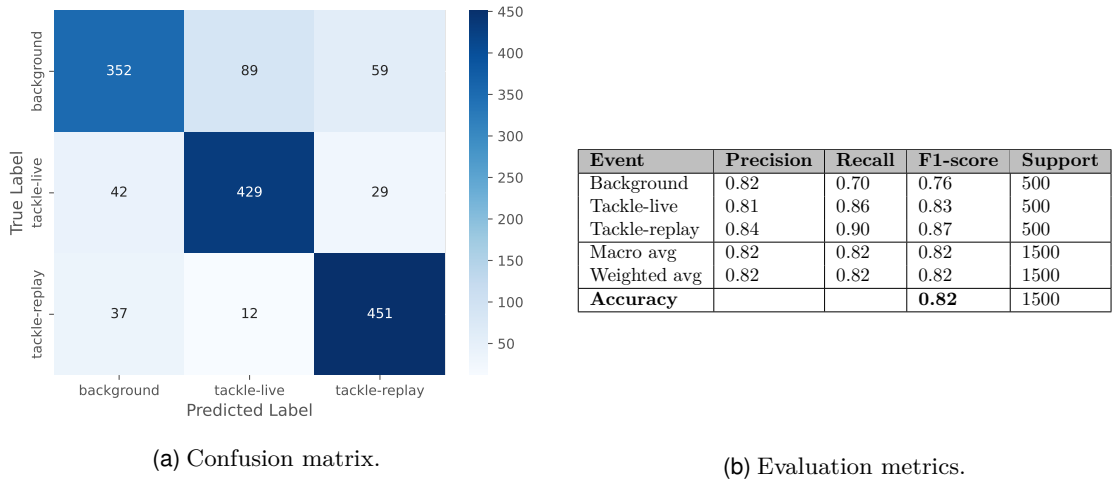 True Label
background
tackle-live
tackle-replay
352 89 59
42 429 29
37 12 451
background tackle-live tackle-replay
Predicted Label
450
400
350
300
250
200
150
100
50
(a) Confusion matrix.
Event Precision Recall F1-score Support
Background 0.82 0.70 0.76 500
Tackle-live 0.81 0.86 0.83 500
Tackle-replay 0.84 0.90 0.87 500
Macro avg 0.82 0.82 0.82 1500
Weighted avg 0.82 0.82 0.82 1500
Accuracy 0.82 1500
(b) Evaluation metrics.